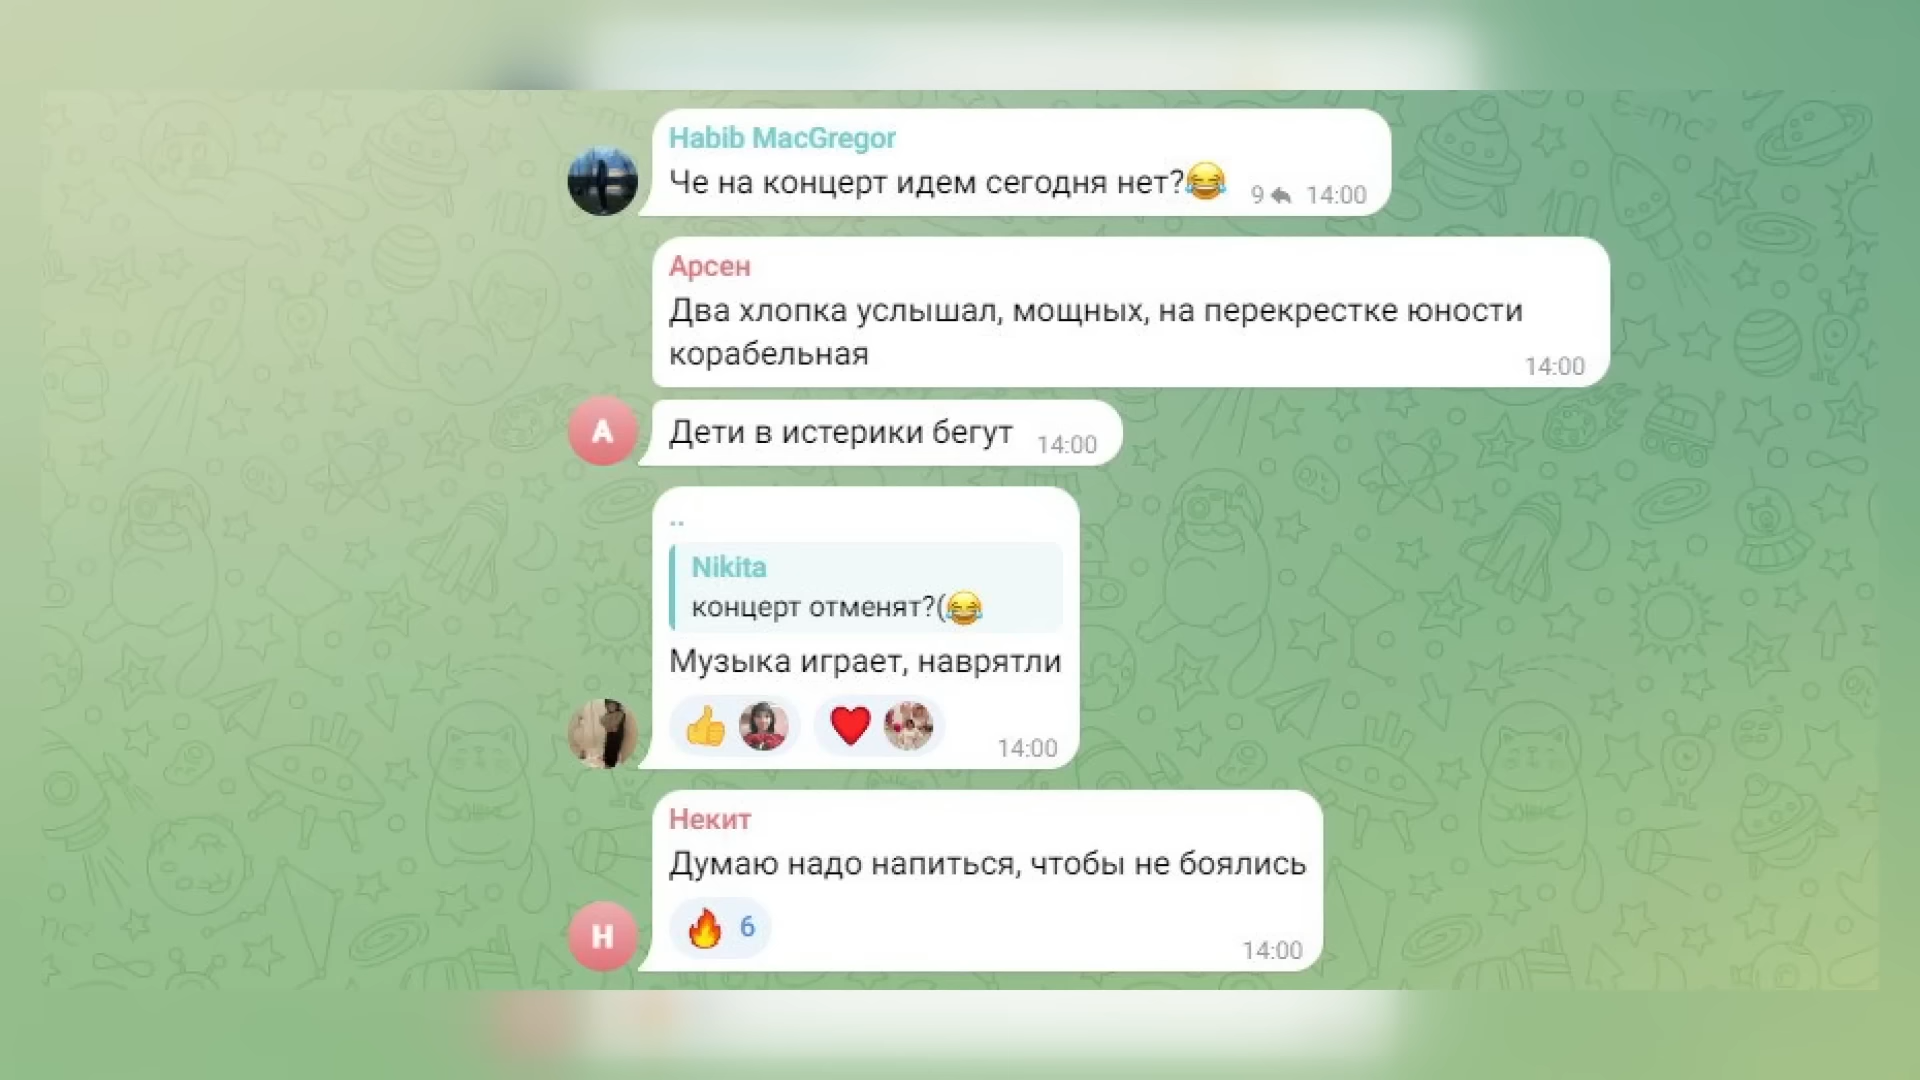 Habib MacGregor
Че на концерт идем сегодня нет?😂
9 14:00
Арсен
Два хлопка услышал, мощных, на перекрестке юности
корабельная
14:00
А
Дети в истерики бегут 14:00
..
Nikita
концерт отменят?(😂
Музыка играет, наврятли
👍 ❤️ 14:00
Некит
Думаю надо напиться, чтобы не боялись
🔥 6
Н
14:00